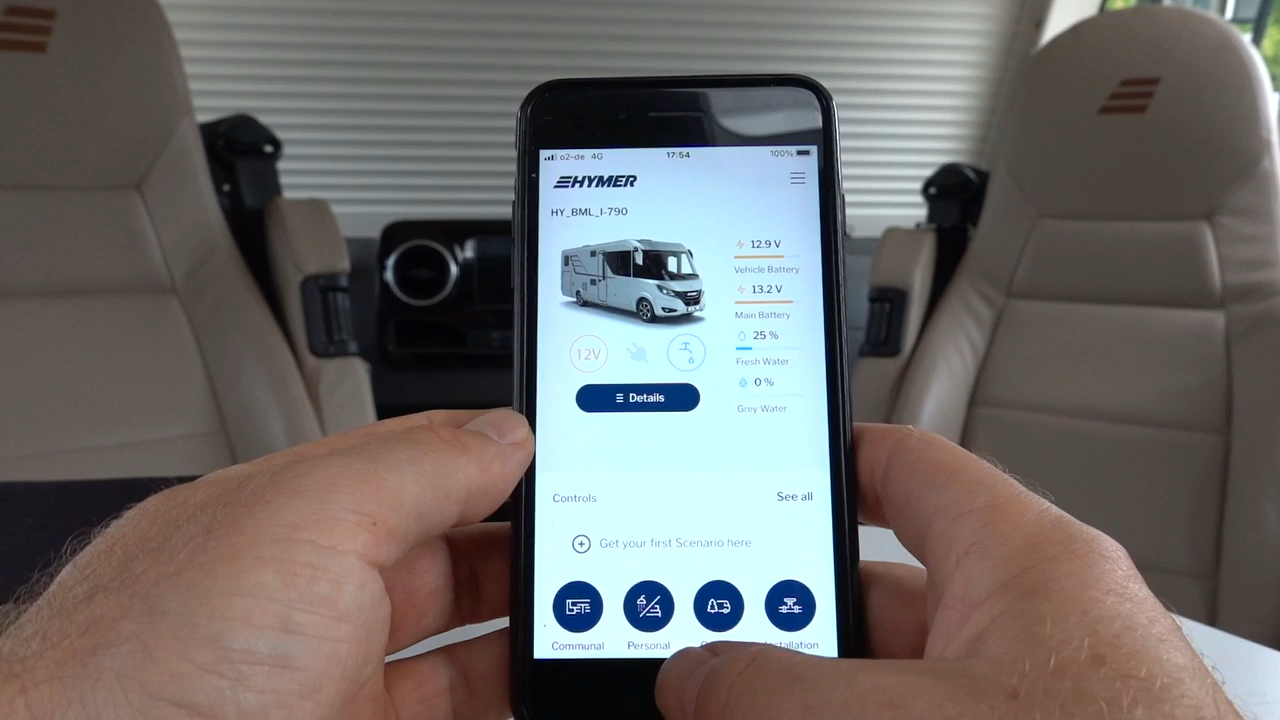 o2-de 4G 17:54 100%
HYMER
HY_BML_I-790
12.9 V
Vehicle Battery
13.2 V
Main Battery
25 %
Fresh Water
0 %
Grey Water
12V
Details
Controls See all
Get your first Scenario here
Communal Personal